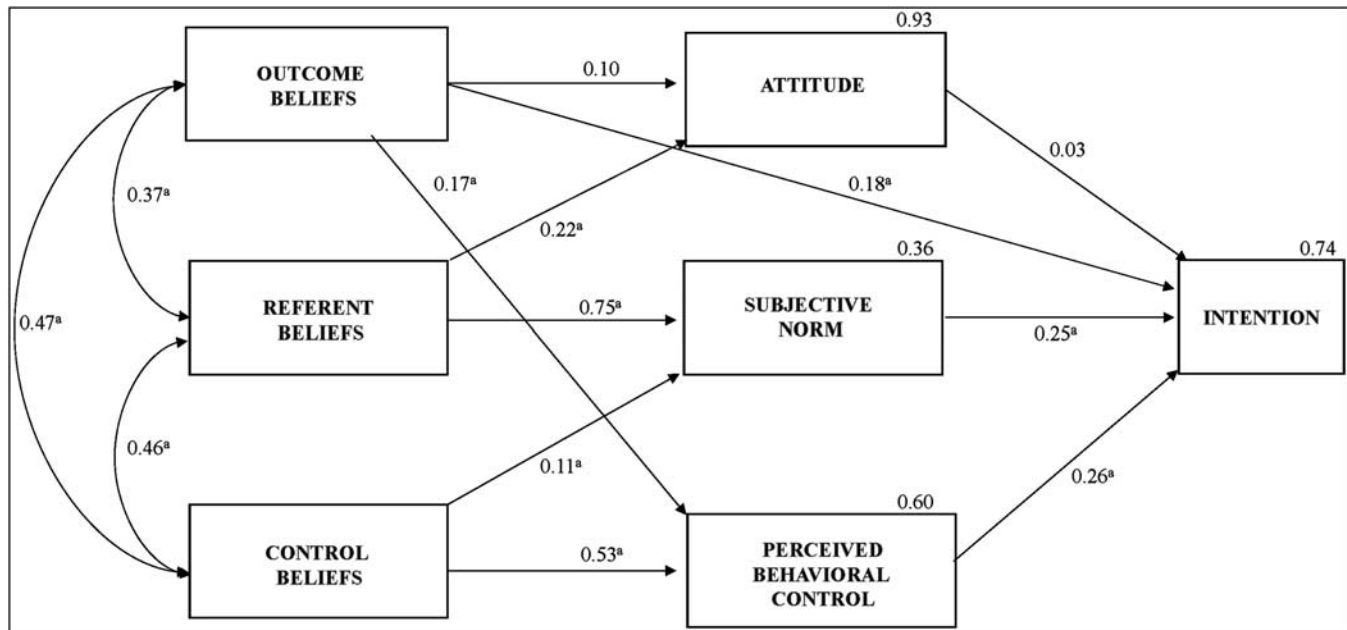 0.93
OUTCOME
BELIEFS
0.10
ATTITUDE
0.03
0.17ᵃ
0.18ᵃ
0.37ᵃ
0.22ᵃ
0.36
0.74
REFERENT
BELIEFS
0.75ᵃ
SUBJECTIVE
NORM
0.25ᵃ
INTENTION
0.47ᵃ
0.46ᵃ
0.11ᵃ
0.26ᵃ
0.60
CONTROL
BELIEFS
0.53ᵃ
PERCEIVED
BEHAVIORAL
CONTROL